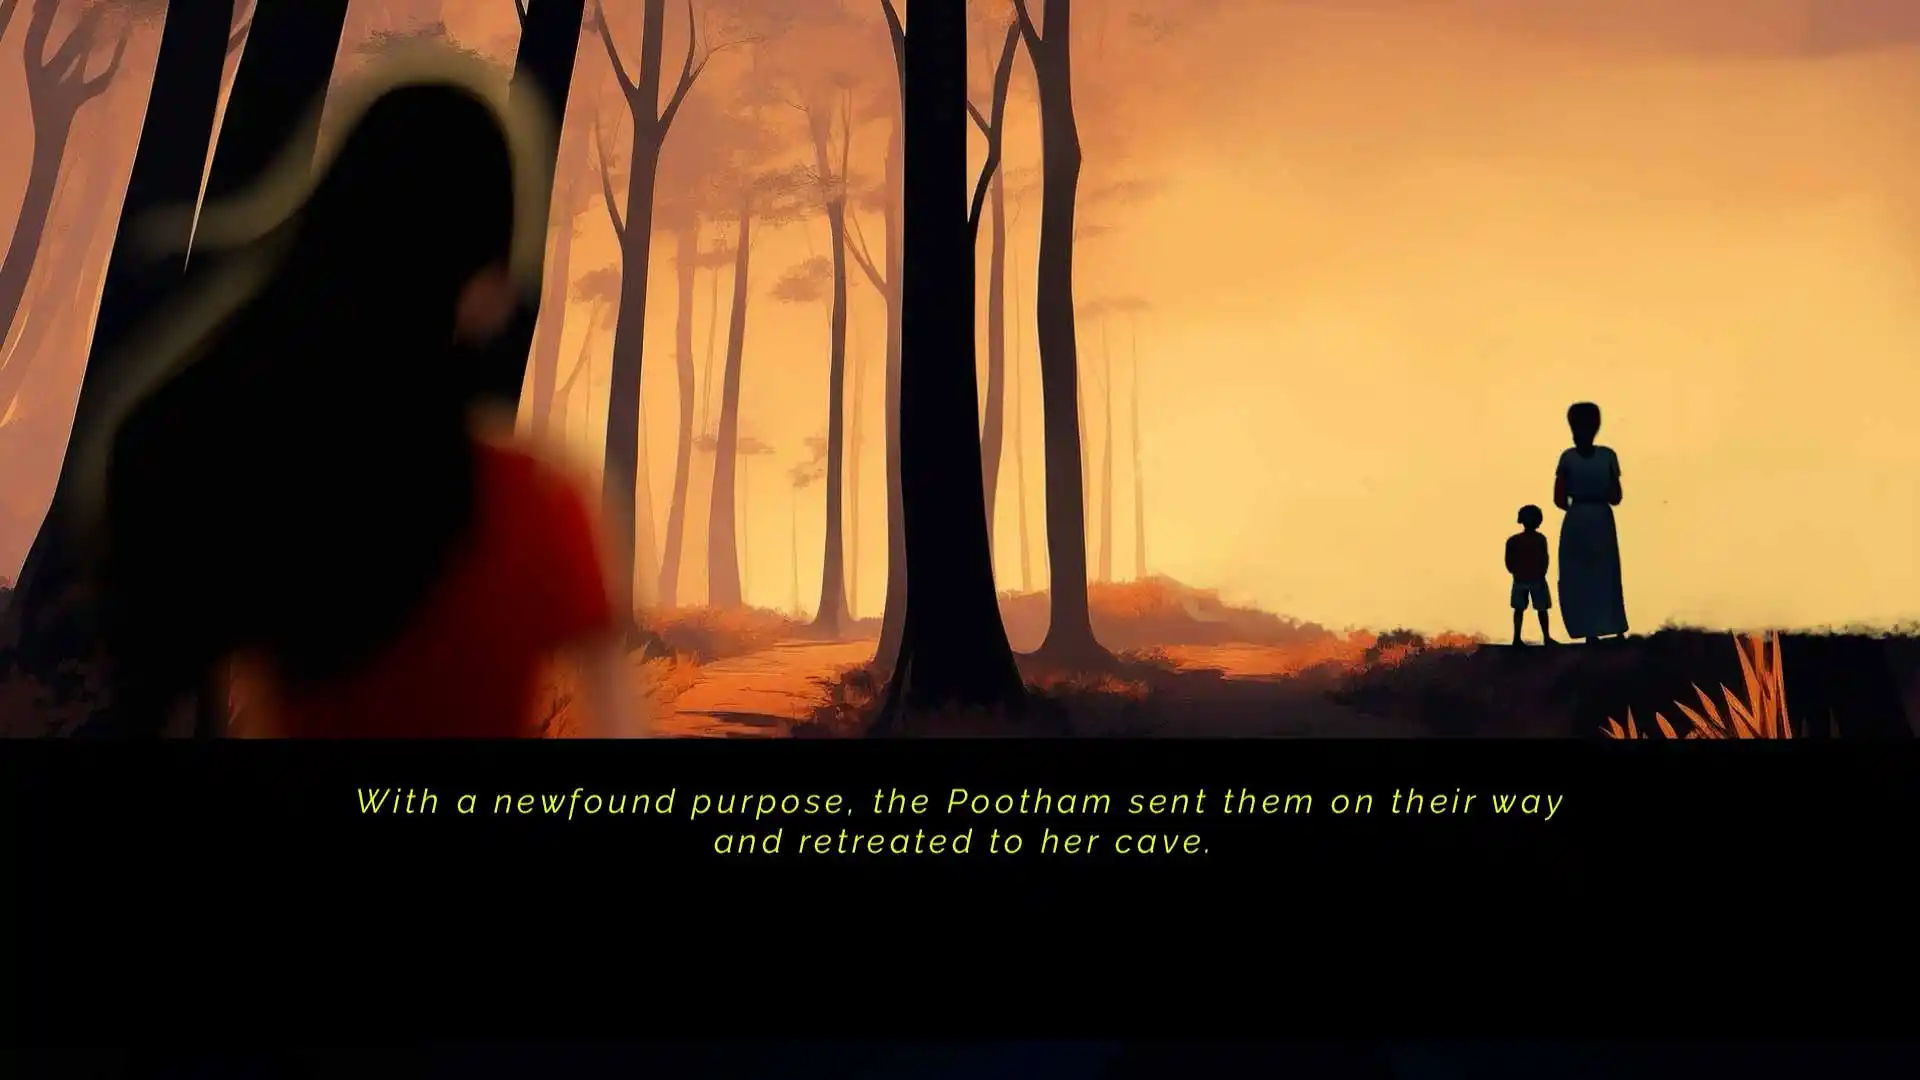 With a newfound purpose, the Pootham sent them on their way
and retreated to her cave.